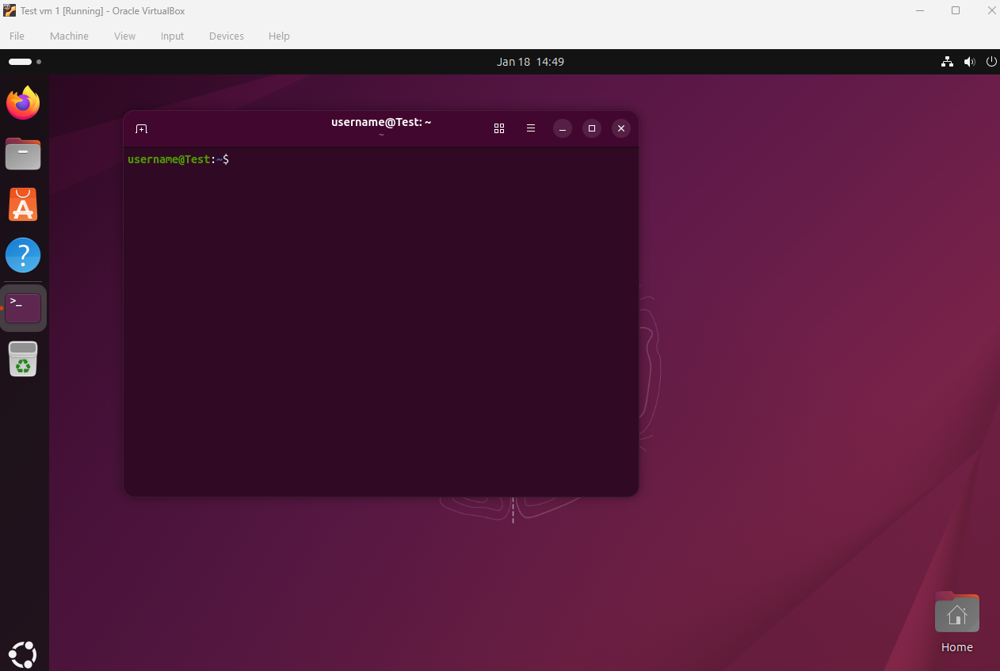 Test vm 1 [Running] - Oracle VirtualBox
File Machine View Input Devices Help
Jan 18 14:49
username@Test: ~
~
username@Test:~$
>_
Home